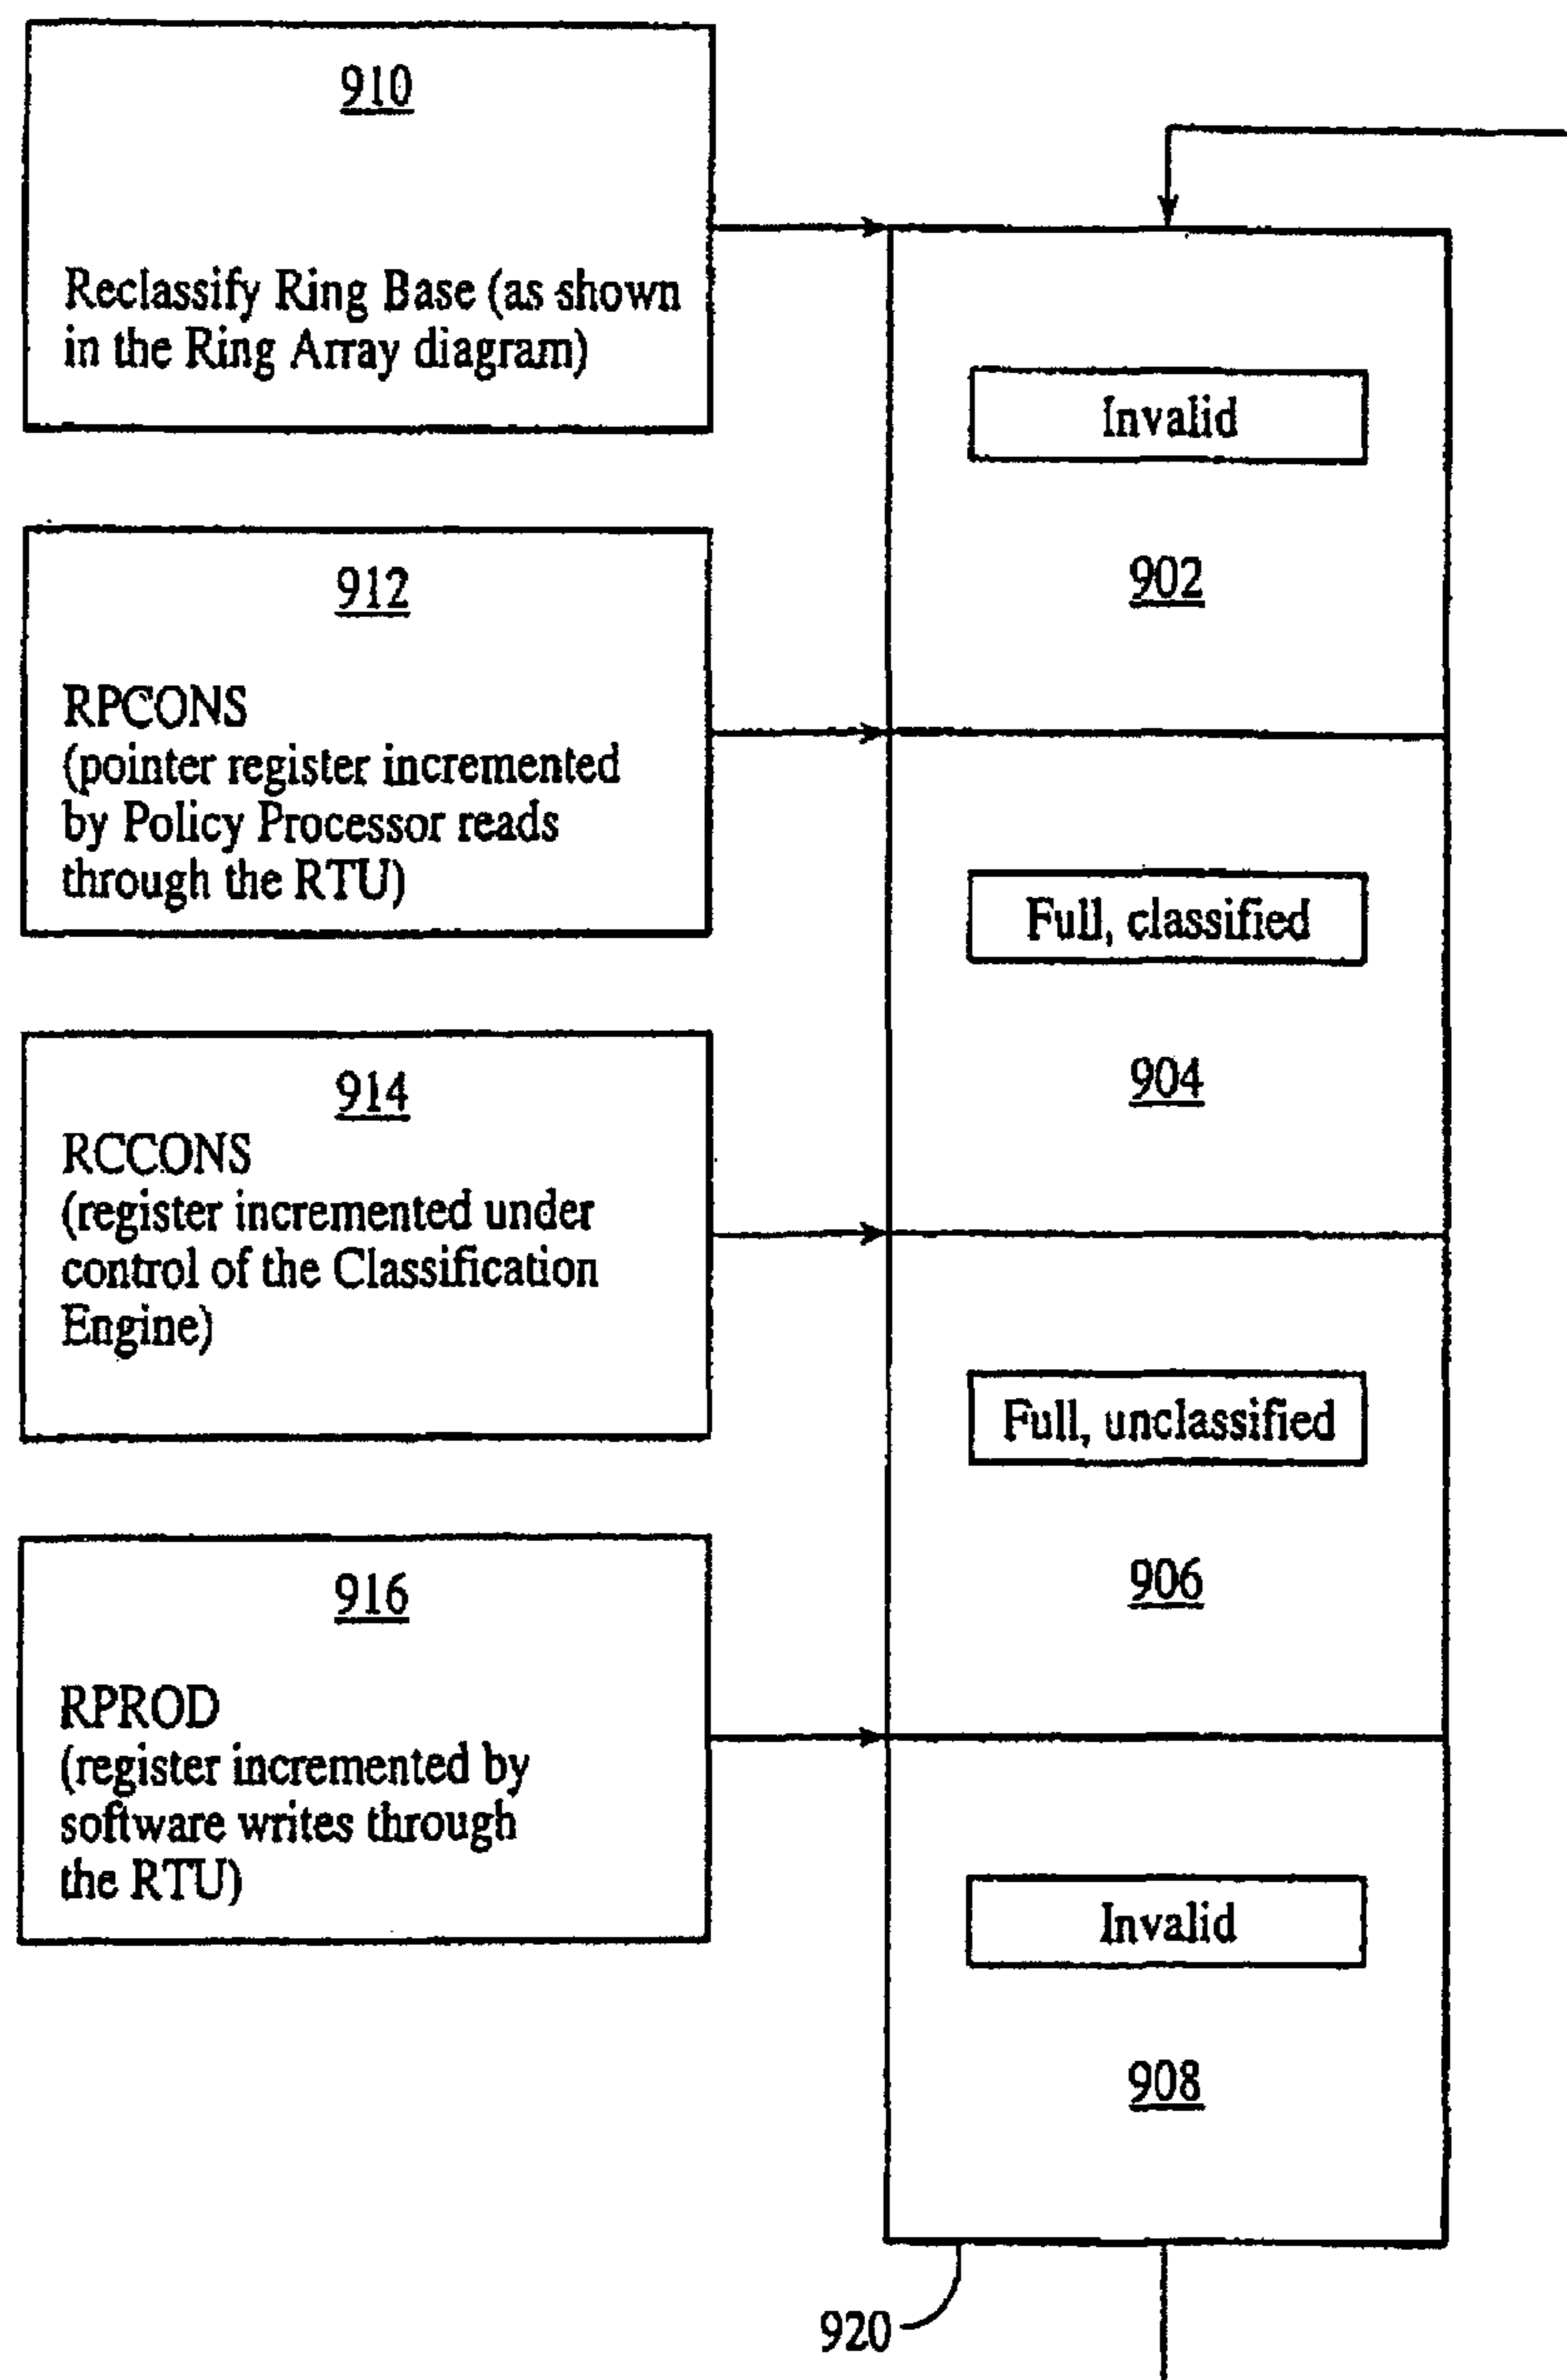 910
Reclassify Ring Base (as shown
in the Ring Array diagram)
Invalid
902
912
RPCONS
(pointer register incremented
by Policy Processor reads
through the RTU)
Full, classified
904
914
RCCONS
(register incremented under
control of the Classification
Engine)
Full, unclassified
906
916
RPROD
(register incremented by
software writes through
the RTU)
Invalid
908
920